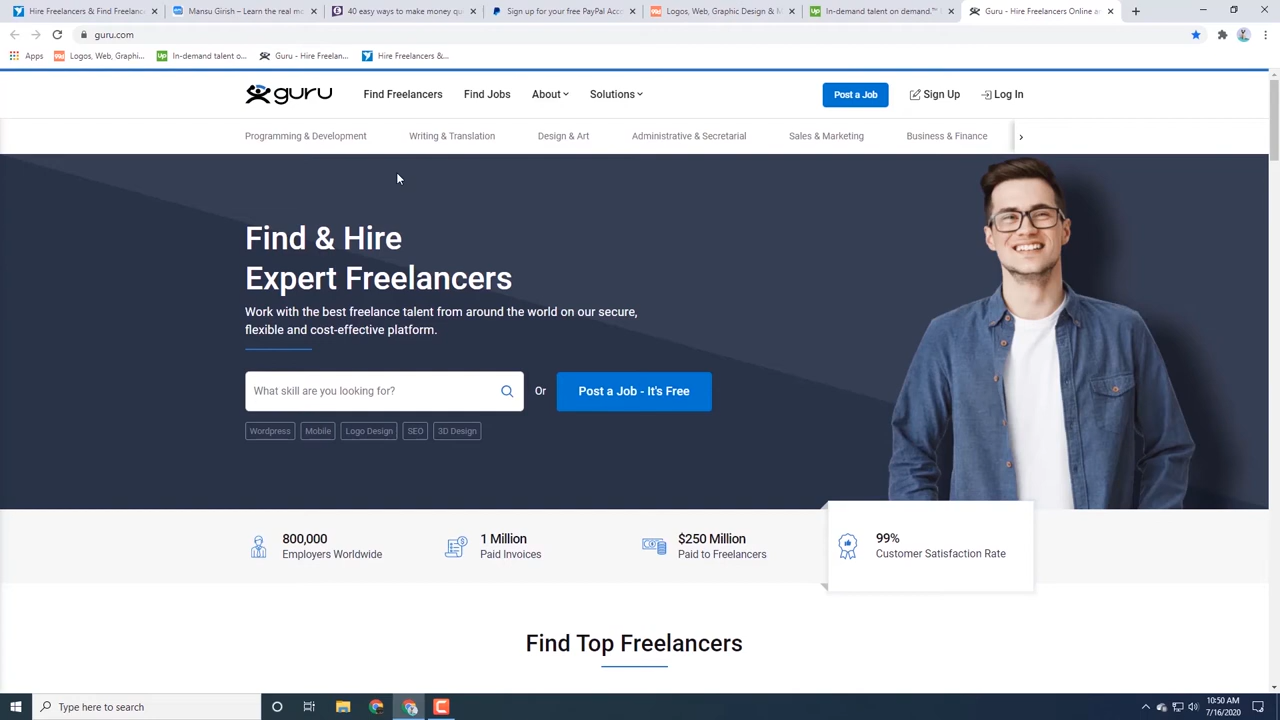 Hire Freelancers & Find Freelanc
Mansu Girish – Learn the real m
40 easy ways to make money qu
Sign up for your free PayPal Acc
Logos, Web, Graphic Design & M
In-demand talent on demand.™
Guru - Hire Freelancers Online a
guru.com
Apps
Logos, Web, Graphi...
In-demand talent o...
Guru - Hire Freelan...
Hire Freelancers &...
guru
Find Freelancers
Find Jobs
About
Solutions
Post a Job
Sign Up
Log In
Programming & Development
Writing & Translation
Design & Art
Administrative & Secretarial
Sales & Marketing
Business & Finance
Find & Hire
Expert Freelancers
Work with the best freelance talent from around the world on our secure,
flexible and cost-effective platform.
What skill are you looking for?
Or
Post a Job - It's Free
Wordpress
Mobile
Logo Design
SEO
3D Design
800,000
Employers Worldwide
1 Million
Paid Invoices
$250 Million
Paid to Freelancers
99%
Customer Satisfaction Rate
Find Top Freelancers
Type here to search
10:50 AM
7/16/2020